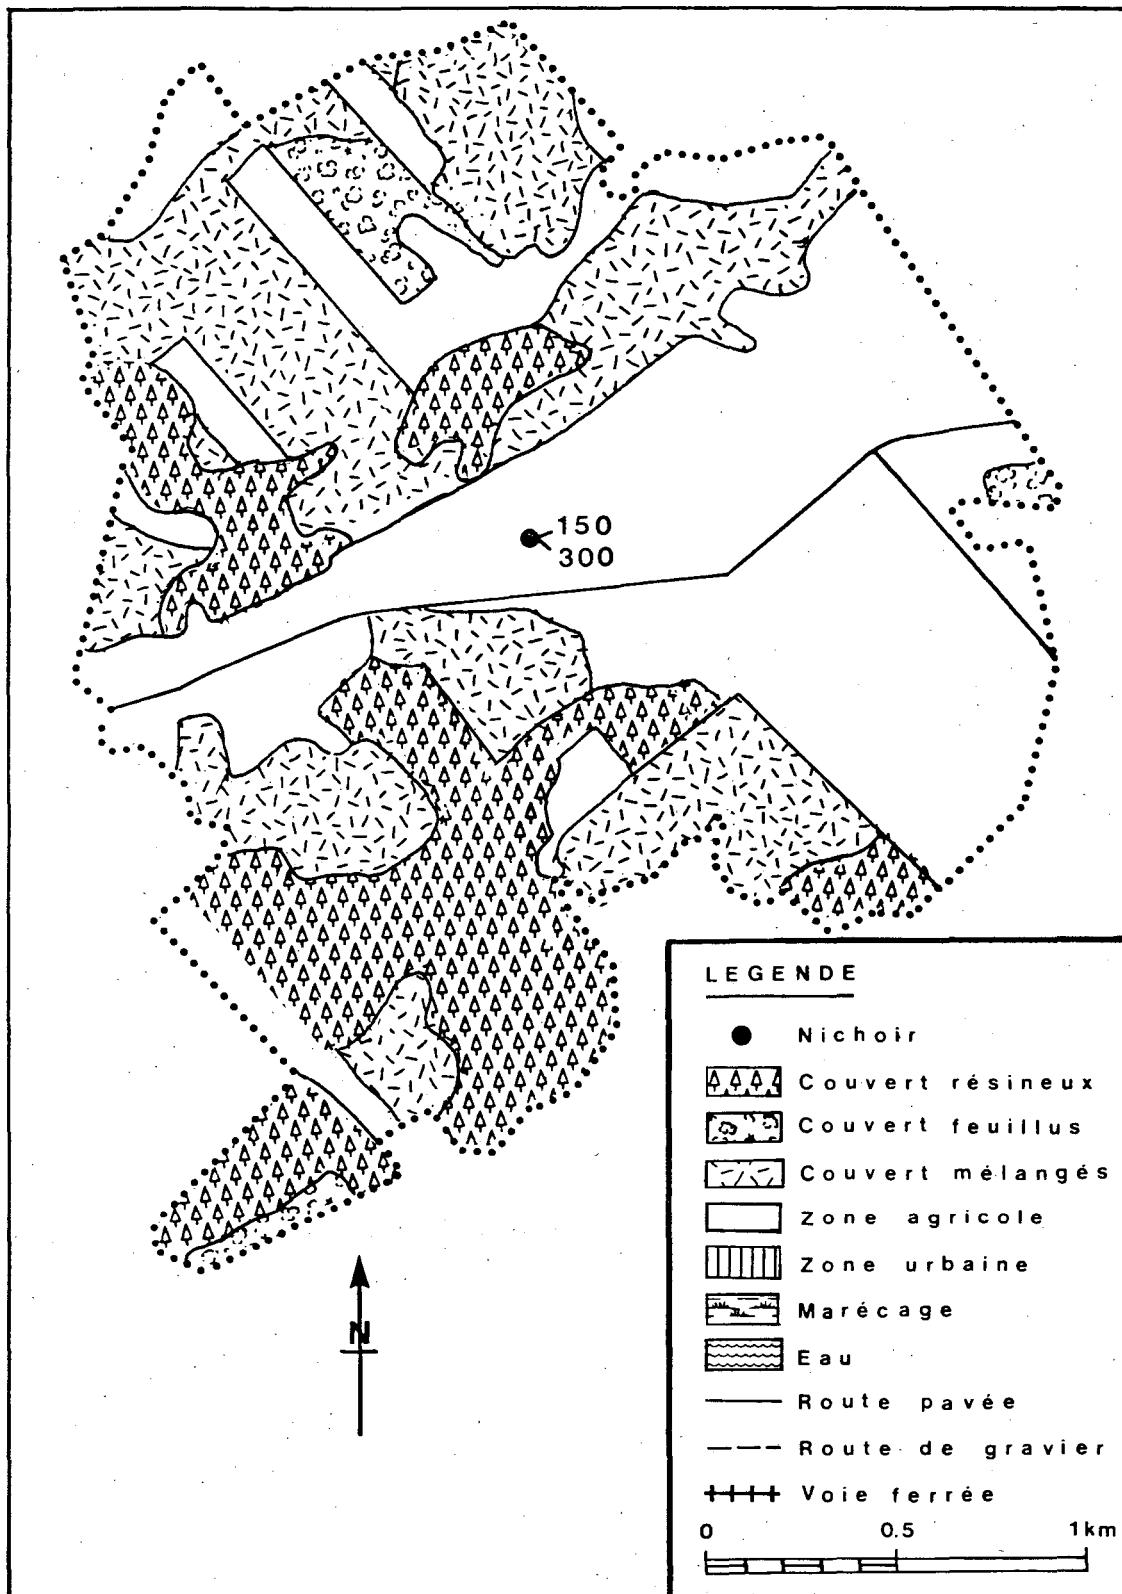 150
300
N
LEGENDE
Nichoir
Couvert résineux
Couvert feuillus
Couvert mélangés
Zone agricole
Zone urbaine
Marécage
Eau
Route pavée
Route de gravier
Voie ferrée
0 0.5 1km